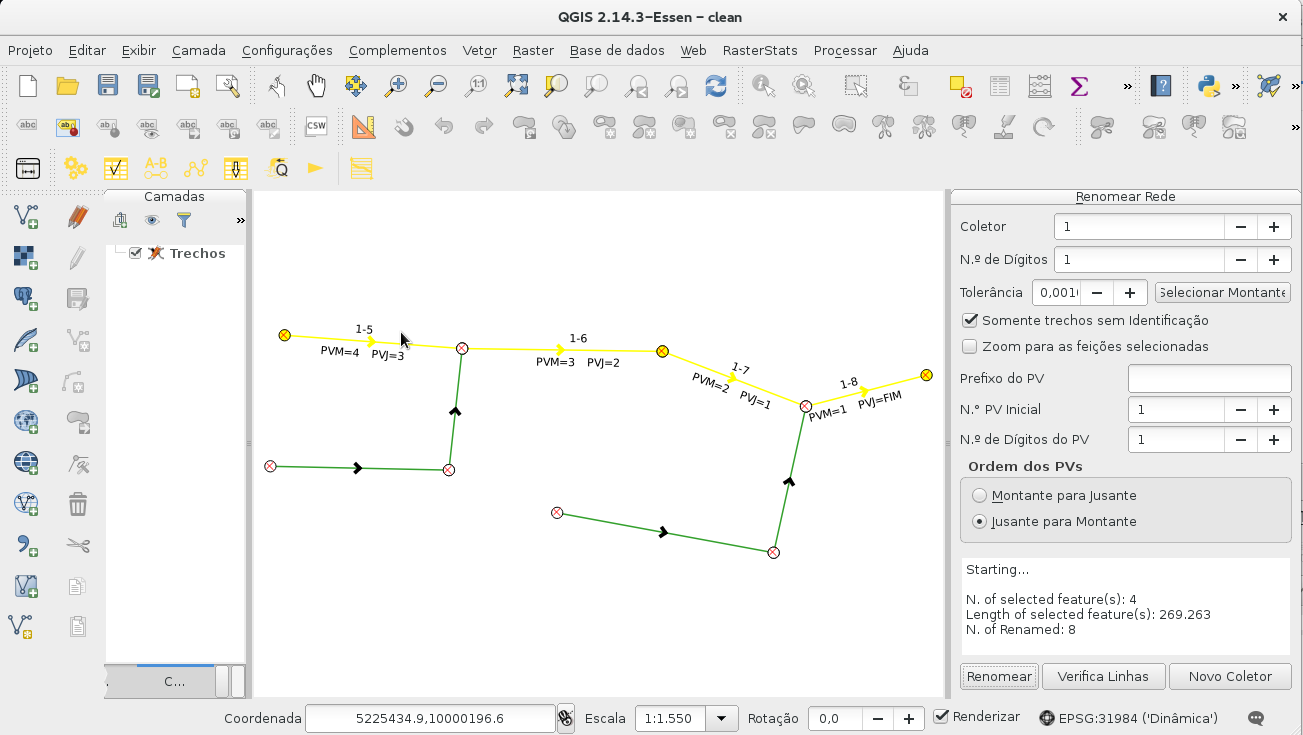 QGIS 2.14.3-Essen - clean
Projeto Editar Exibir Camada Configurações Complementos Vetor Raster Base de dados Web RasterStats Processar Ajuda
1:1
abc ab abc abc abc abc abc CSW
A-B
Q
Camadas
Trechos
C...
1-5
PVM=4 PVJ=3
1-6
PVM=3 PVJ=2
1-7
PVM=2 PVJ=1
1-8
PVM=1 PVJ=FIM
Renomear Rede
Coletor 1
N.º de Dígitos 1
Tolerância 0,001 Selecionar Montante
Somente trechos sem Identificação
Zoom para as feições selecionadas
Prefixo do PV
N.° PV Inicial 1
N.º de Dígitos do PV 1
Ordem dos PVs
Montante para Jusante
Jusante para Montante
Starting...
N. of selected feature(s): 4
Length of selected feature(s): 269.263
N. of Renamed: 8
Renomear Verifica Linhas Novo Coletor
Coordenada 5225434.9,10000196.6 Escala 1:1.550 Rotação 0,0 Renderizar EPSG:31984 ('Dinâmica')